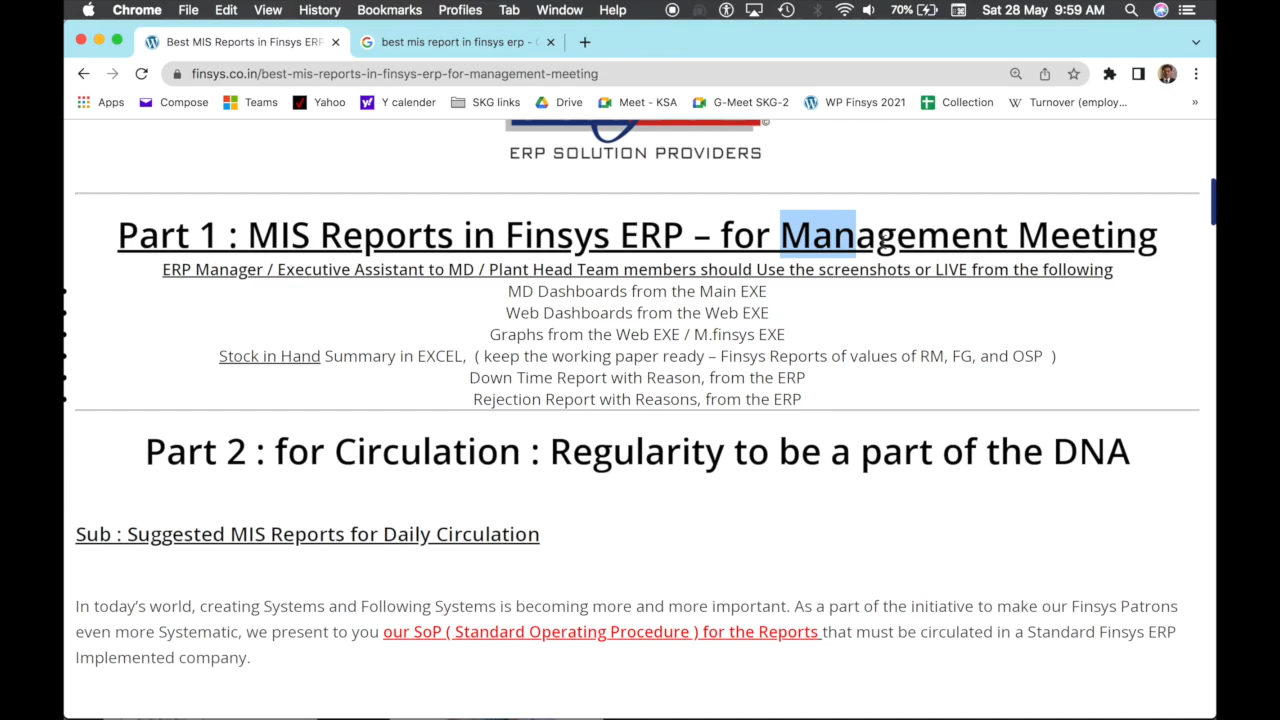 Chrome File Edit View History Bookmarks Profiles Tab Window Help 70% Sat 28 May 9:59 AM
Best MIS Reports in Finsys ERP best mis report in finsys erp -
finsys.co.in/best-mis-reports-in-finsys-erp-for-management-meeting
Apps Compose Teams Yahoo Y calender SKG links Drive Meet - KSA G-Meet SKG-2 WP Finsys 2021 Collection Turnover (employ... »
ERP SOLUTION PROVIDERS
Part 1 : MIS Reports in Finsys ERP – for Management Meeting
ERP Manager / Executive Assistant to MD / Plant Head Team members should Use the screenshots or LIVE from the following
MD Dashboards from the Main EXE
Web Dashboards from the Web EXE
Graphs from the Web EXE / M.finsys EXE
Stock in Hand Summary in EXCEL, ( keep the working paper ready – Finsys Reports of values of RM, FG, and OSP )
Down Time Report with Reason, from the ERP
Rejection Report with Reasons, from the ERP
Part 2 : for Circulation : Regularity to be a part of the DNA
Sub : Suggested MIS Reports for Daily Circulation
In today's world, creating Systems and Following Systems is becoming more and more important. As a part of the initiative to make our Finsys Patrons
even more Systematic, we present to you our SoP ( Standard Operating Procedure ) for the Reports that must be circulated in a Standard Finsys ERP
Implemented company.